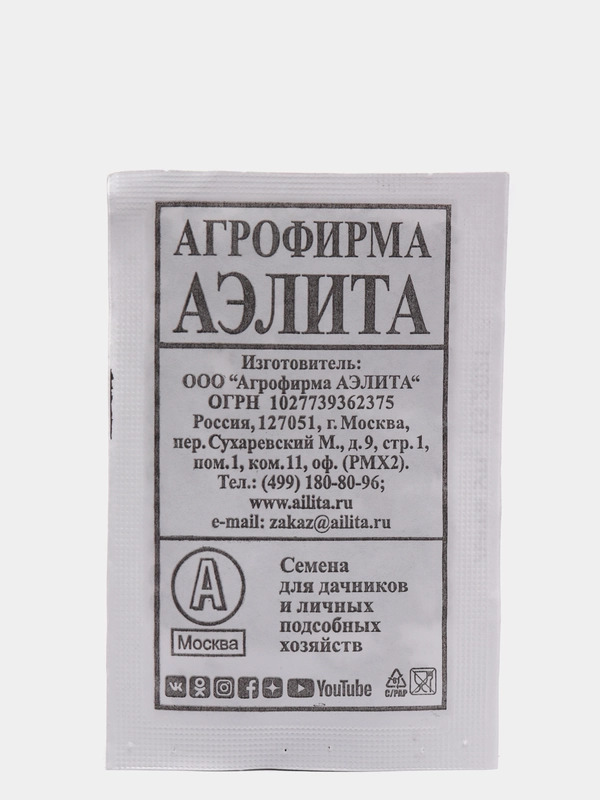 АГРОФИРМА
АЭЛИТА
Изготовитель:
ООО “Агрофирма АЭЛИТА“
ОГРН 1027739362375
Россия, 127051, г. Москва,
пер. Сухаревский М., д. 9, стр. 1,
пом.1, ком.11, оф. (РМХ2).
Тел.: (499) 180-80-96;
www.ailita.ru
e-mail: zakaz@ailita.ru
А
Москва
Семена
для дачников
и личных
подсобных
хозяйств
YouTube
81
C/PAP